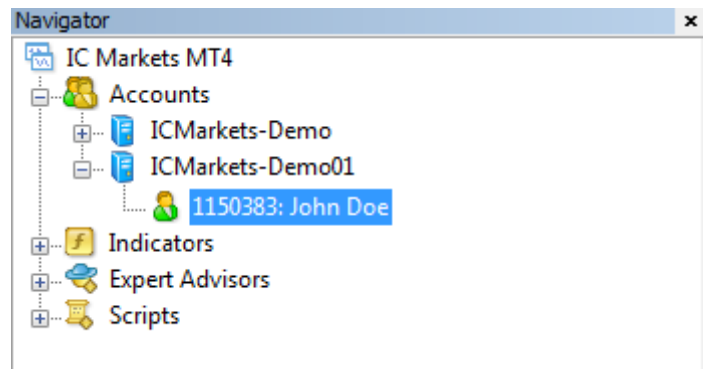 Navigator
IC Markets MT4
Accounts
ICMarkets-Demo
ICMarkets-Demo01
1150383: John Doe
Indicators
Expert Advisors
Scripts